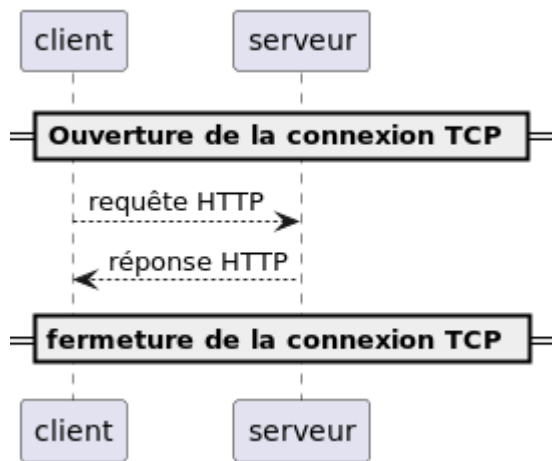 client serveur
Ouverture de la connexion TCP
requête HTTP
réponse HTTP
fermeture de la connexion TCP
client serveur